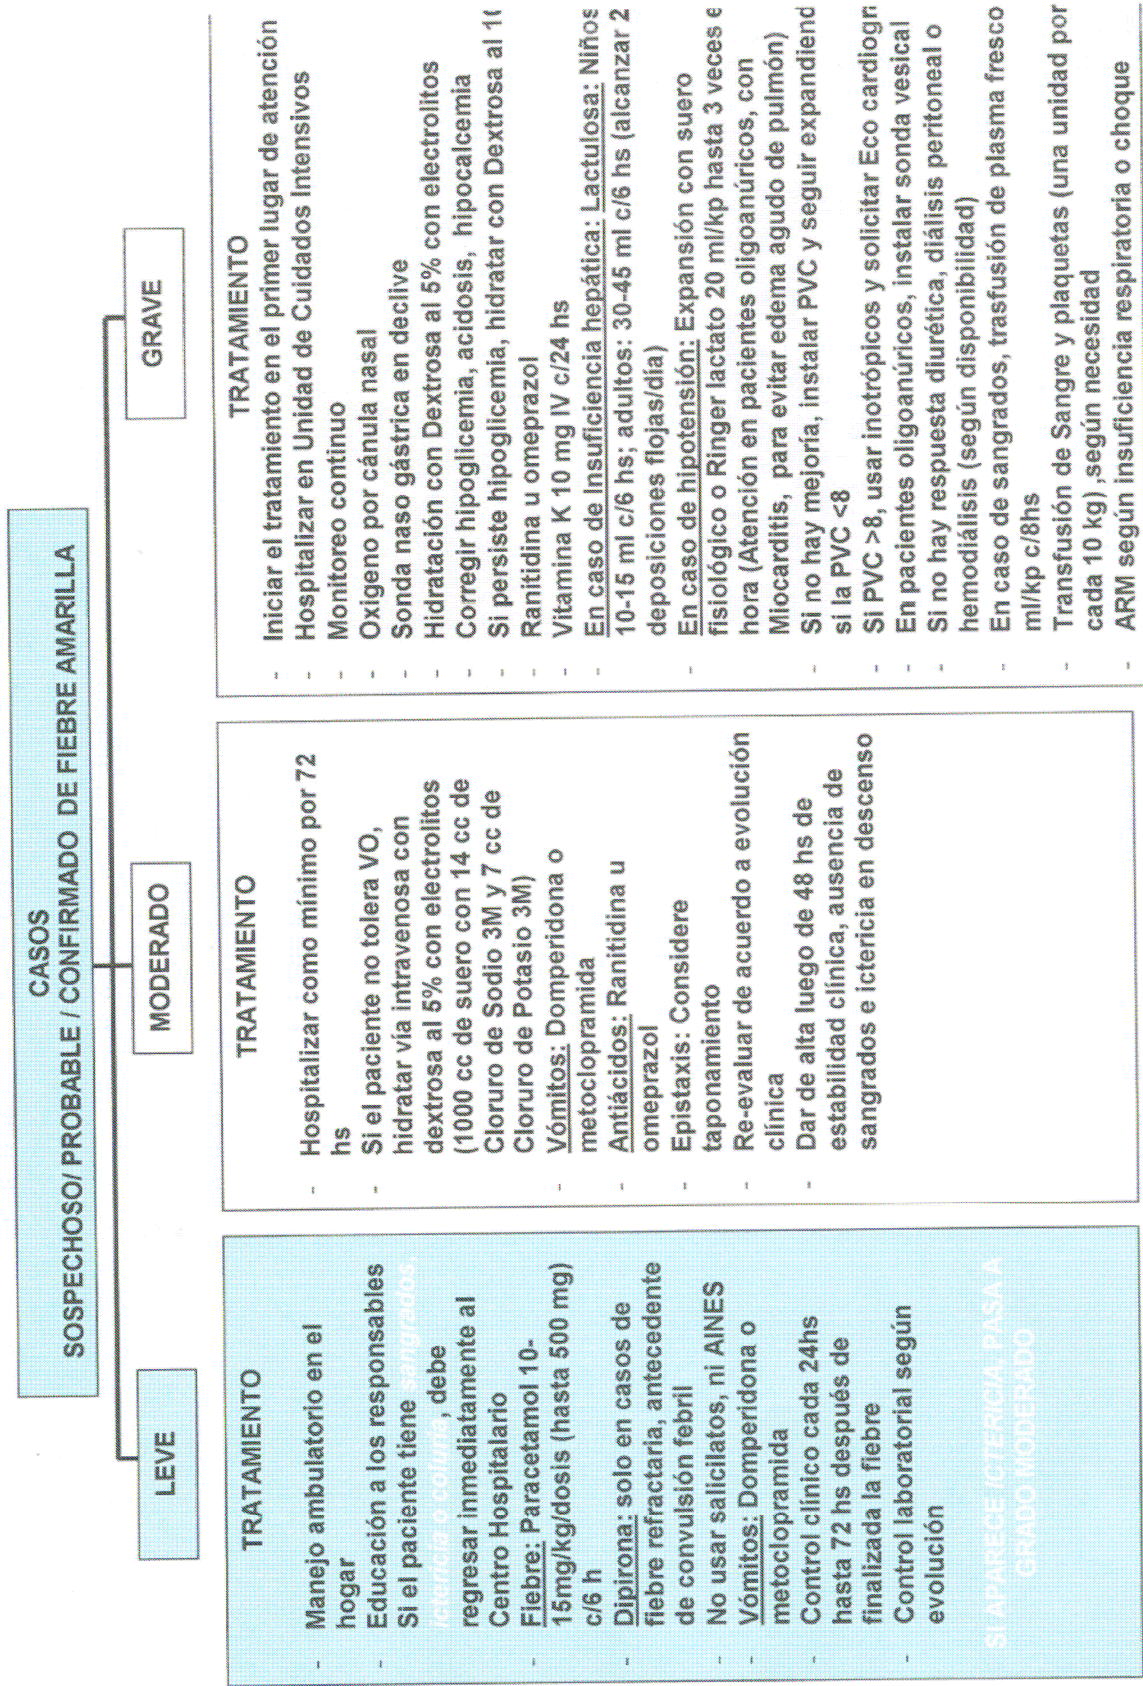 CASOS
SOSPECHOSO/ PROBABLE / CONFIRMADO DE FIEBRE AMARILLA
LEVE
TRATAMIENTO
- Manejo ambulatorio en el
hogar
- Educación a los responsables
Si el paciente tiene sangrados,
ictericia o oliguria, debe
regresar inmediatamente al
Centro Hospitalario
- Fiebre: Paracetamol 10-
15mg/kg/dosis (hasta 500 mg)
c/6 h
- Dipirona: solo en casos de
fiebre refractaria, antecedente
de convulsión febril
- No usar salicilatos, ni AINES
- Vómitos: Domperidona o
metoclopramida
- Control clínico cada 24hs
hasta 72 hs después de
finalizada la fiebre
- Control laboratorial según
evolución
SI APARECE ICTERIA PASA A
GRADO MODERADO
MODERADO
TRATAMIENTO
- Hospitalizar como mínimo por 72
hs
- Si el paciente no tolera VO,
hidratar vía intravenosa con
dextrosa al 5% con electrolitos
(1000 cc de suero con 14 cc de
Cloruro de Sodio 3M y 7 cc de
Cloruro de Potasio 3M)
- Vómitos: Domperidona o
metoclopramida
- Antiácidos: Ranitidina u
omeprazol
- Epistaxis: Considere
taponamiento
- Re-evaluar de acuerdo a evolución
clínica
- Dar de alta luego de 48 hs de
estabilidad clínica, ausencia de
sangrados e ictericia en descenso
GRAVE
TRATAMIENTO
- Iniciar el tratamiento en el primer lugar de atención
- Hospitalizar en Unidad de Cuidados Intensivos
- Monitoreo continuo
- Oxigeno por cánula nasal
- Sonda naso gástrica en declive
- Hidratación con Dextrosa al 5% con electrolitos
- Corregir hipoglicemia, acidosis, hipocalcemia
- Si persiste hipoglicemia, hidratar con Dextrosa al 10
- Ranitidina u omeprazol
- Vitamina K 10 mg IV c/24 hs
- En caso de Insuficiencia hepática: Lactulosa: Niños
10-15 ml c/6 hs; adultos: 30-45 ml c/6 hs (alcanzar 2
deposiciones flojas/día)
- En caso de hipotensión: Expansión con suero
fisiológico o Ringer lactato 20 ml/kp hasta 3 veces e
hora (Atención en pacientes oligoanúricos, con
Miocarditis, para evitar edema agudo de pulmón)
- Si no hay mejoría, instalar PVC y seguir expandiend
si la PVC <8
- Si PVC >8, usar inotrópicos y solicitar Eco cardiogr
- En pacientes oligoanúricos, instalar sonda vesical
- Si no hay respuesta diurética, diálisis peritoneal o
hemodiálisis (según disponibilidad)
- En caso de sangrados, trasfusión de plasma fresco
ml/kp c/8hs
- Transfusión de Sangre y plaquetas (una unidad por
cada 10 kg) ,según necesidad
- ARM según insuficiencia respiratoria o choque